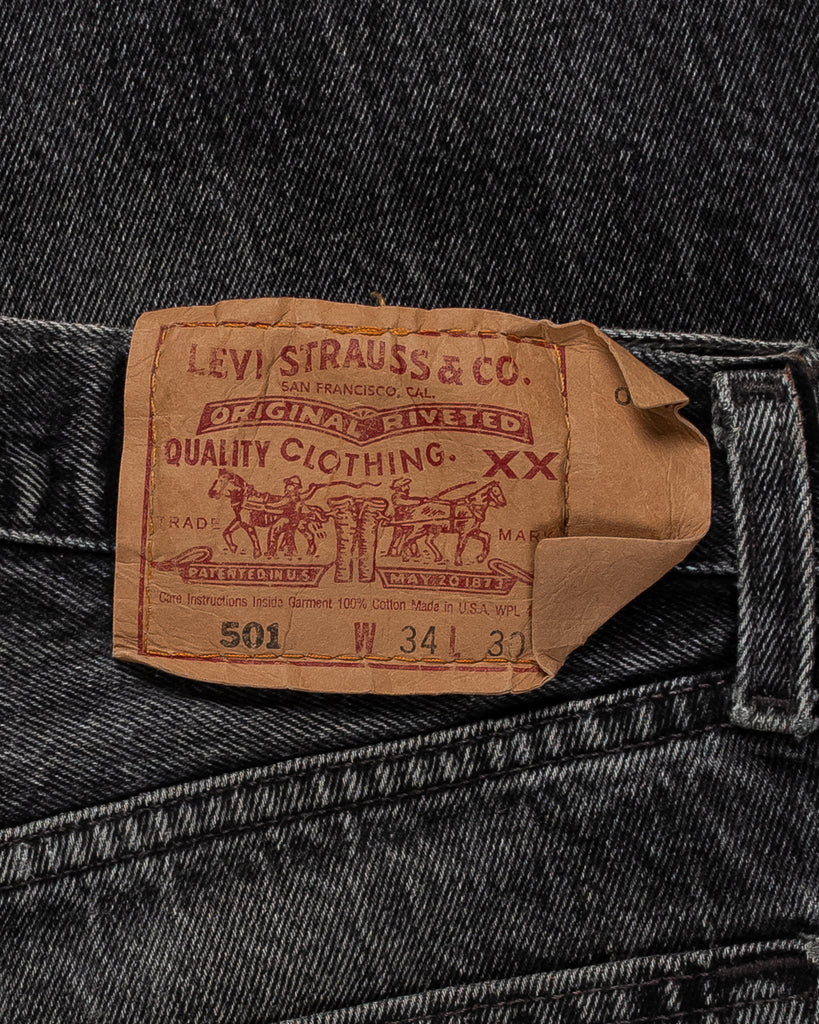 LEVI STRAUSS & CO.
SAN FRANCISCO, CAL.
ORIGINAL RIVETED
QUALITY CLOTHING. XX
TRADE MAR
PATENTED IN U.S. MAY 20 1873
Care Instructions Inside Garment 100% Cotton Made in U.S.A. WPL
501 W 34 L 30